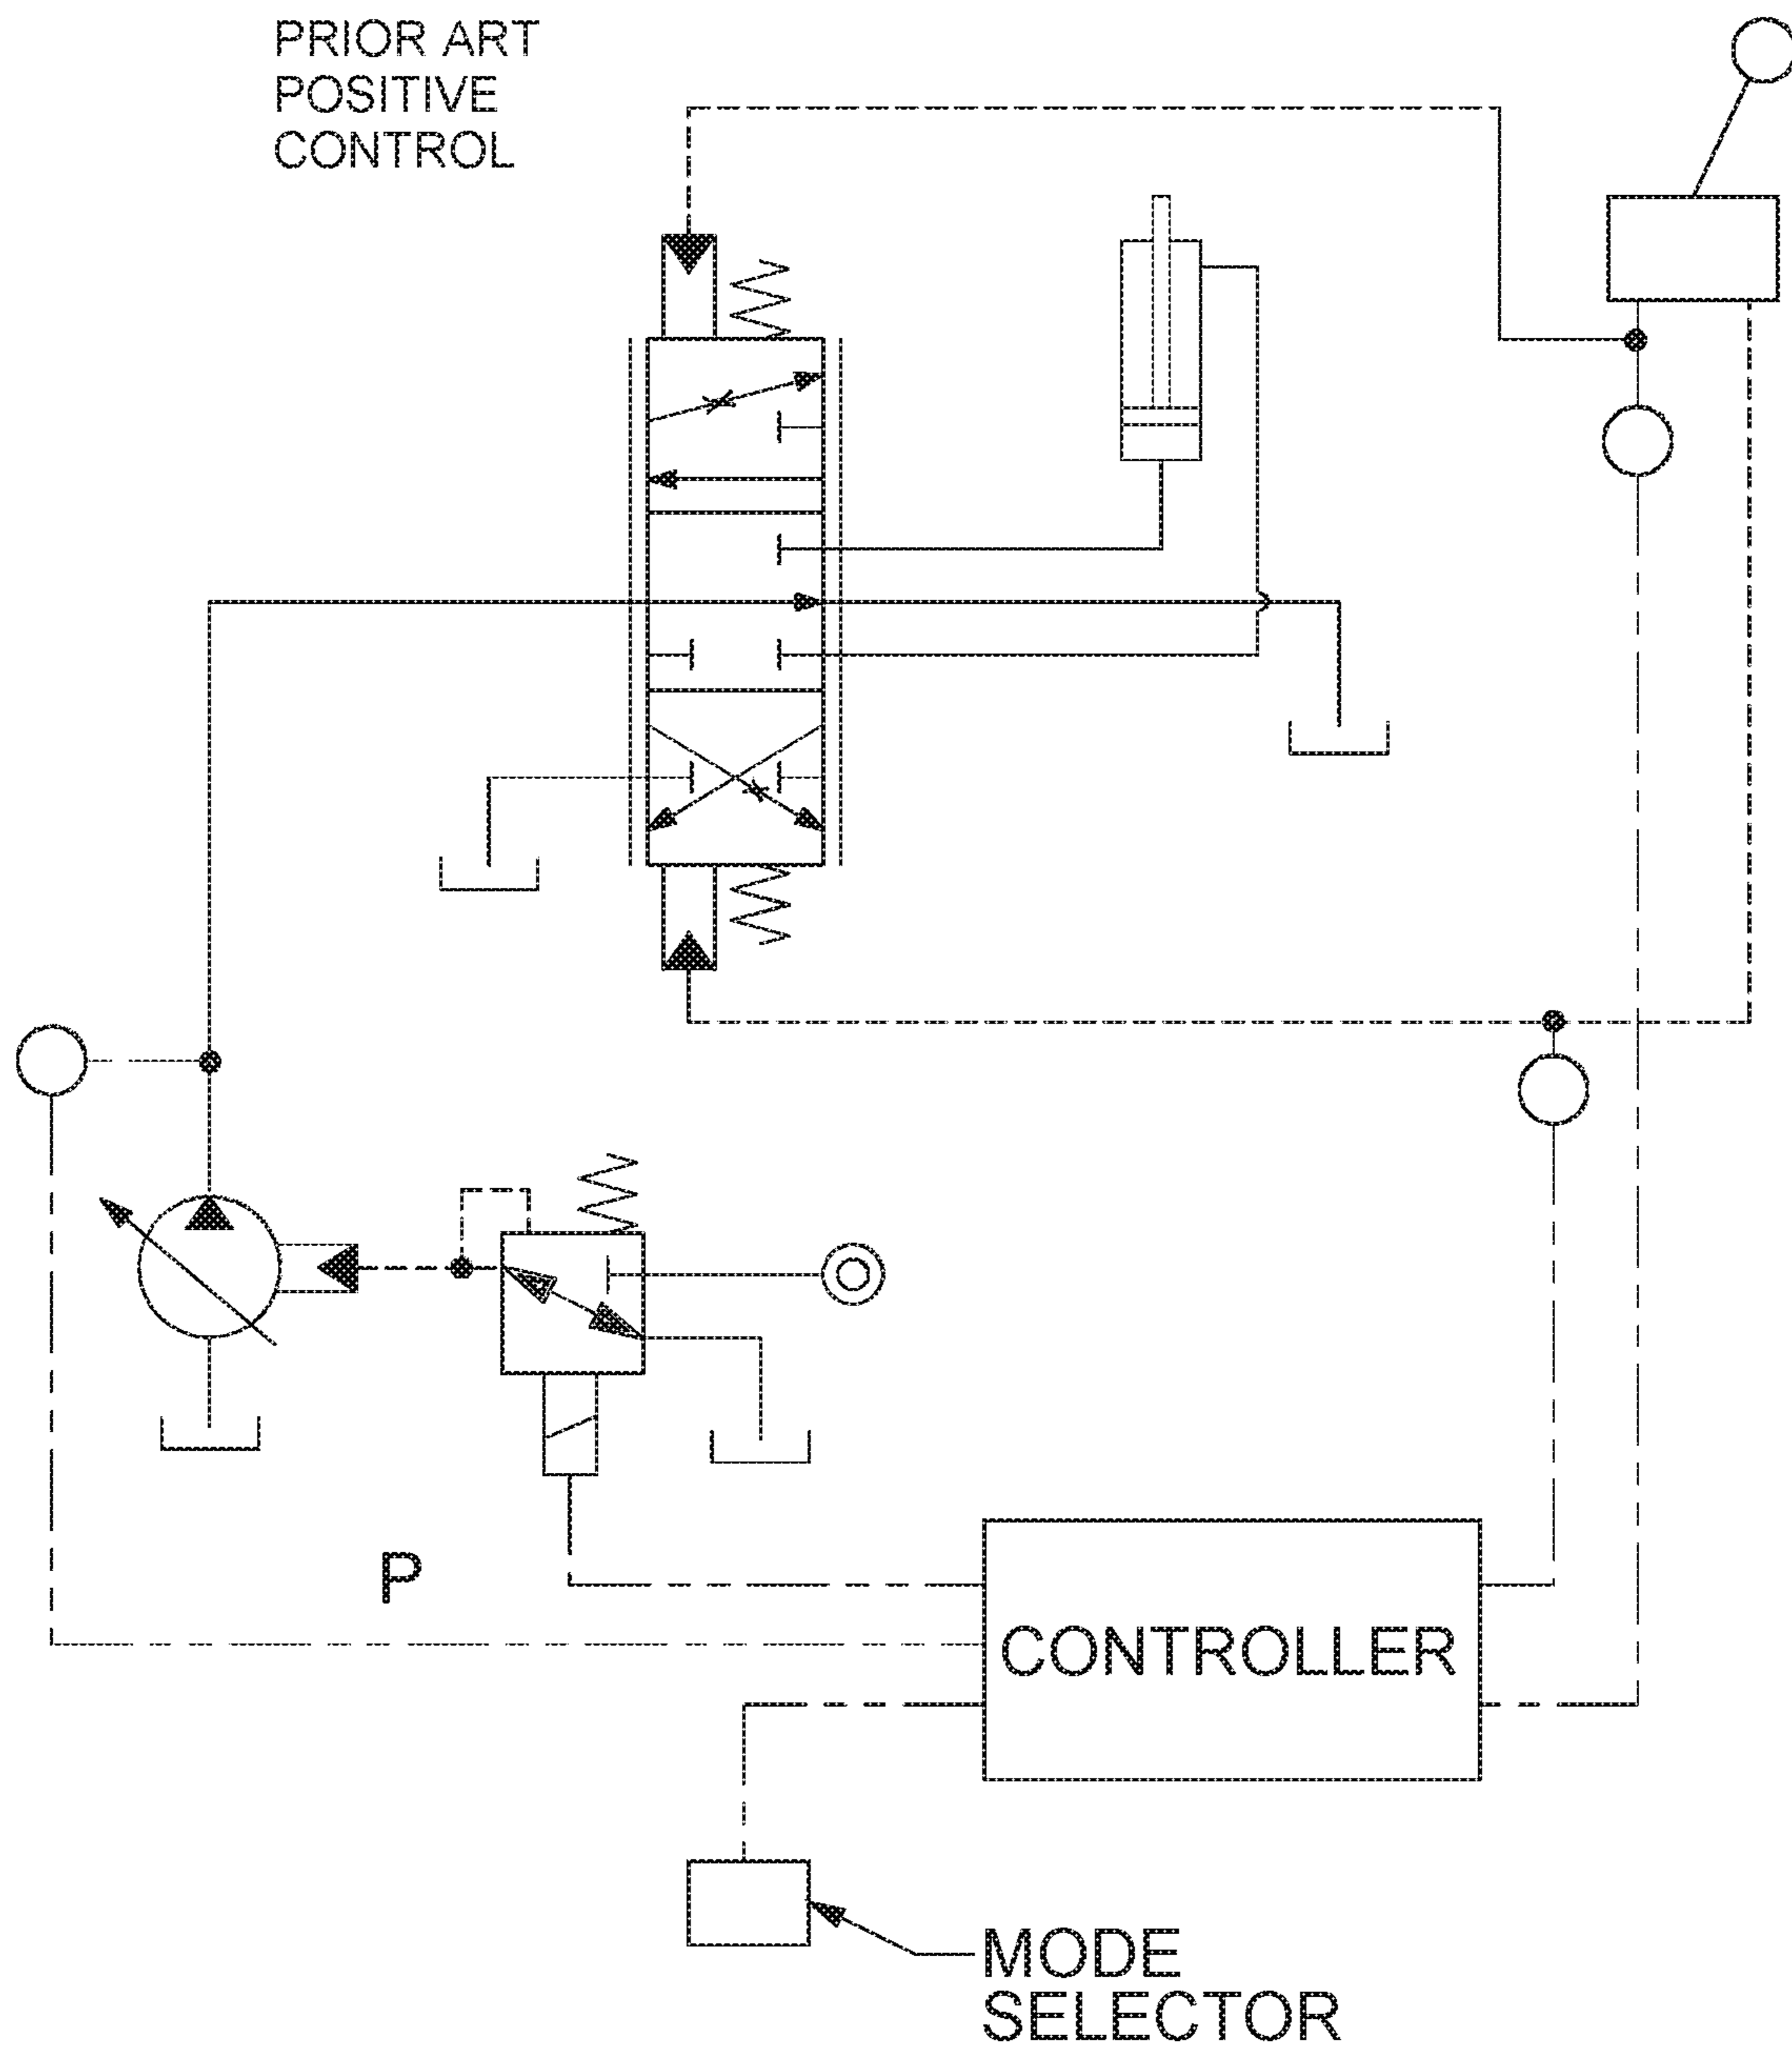 PRIOR ART
POSITIVE
CONTROL
P
CONTROLLER
MODE
SELECTOR